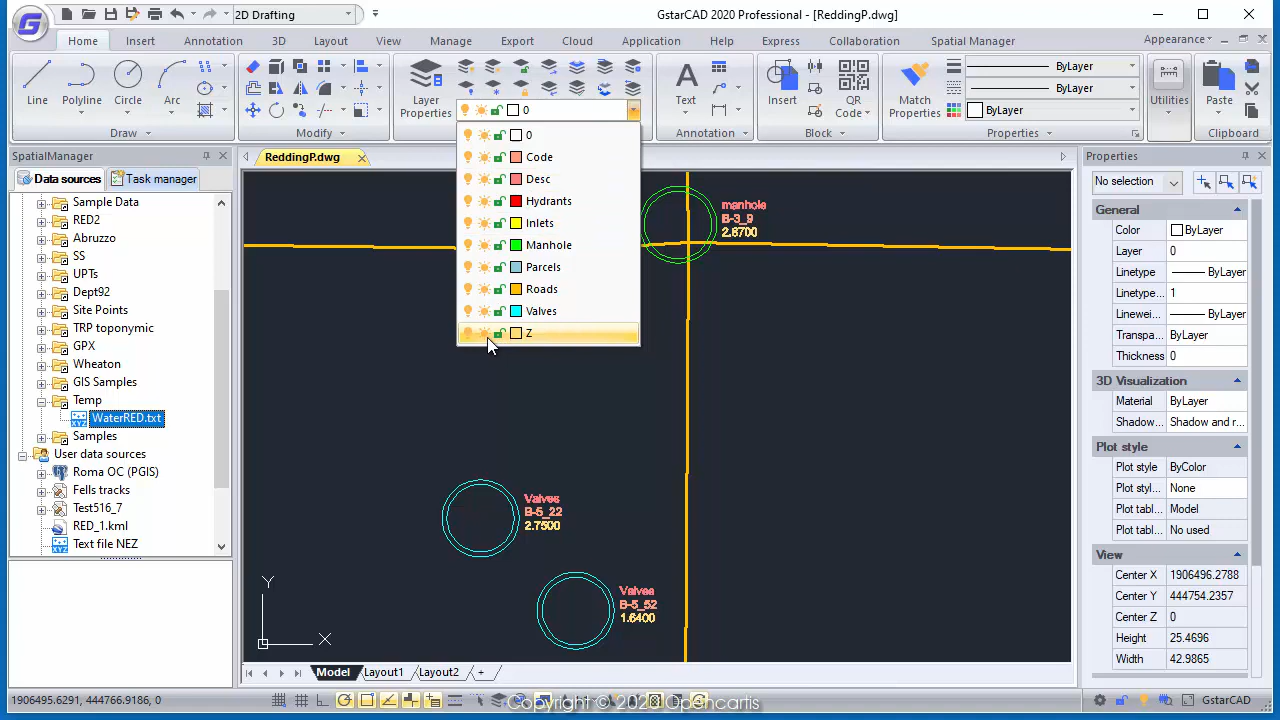 2D Drafting
GstarCAD 2020 Professional - [ReddingP.dwg]
Home Insert Annotation 3D Layout View Manage Export Cloud Application Express Collaboration Spatial Manager Appearance
Line Polyline Circle Arc
Draw
Modify
Layer Properties
0
Text
Annotation
Insert QR Code
Block
Match Properties
ByLayer
ByLayer
ByLayer
Properties
Utilities
Paste
Clipboard
SpatialManager
Data sources Task manager
Sample Data
RED2
Abruzzo
SS
UPTs
Dept92
Site Points
TRP toponymic
GPX
Wheaton
GIS Samples
Temp
WaterRED.txt
Samples
User data sources
Roma OC (PGIS)
Fells tracks
Test516_7
RED_1.kml
Text file NEZ
ReddingP.dwg
0
Code
Desc
Hydrants
Inlets
Manhole
Parcels
Roads
Valves
Z
manhole
B-3_9
2.8700
Valves
B-5_22
2.7500
Valves
B-5_52
1.6400
Y
X
Model Layout1 Layout2 +
Properties
No selection
General
Color ByLayer
Layer 0
Linetype ByLayer
Linetype... 1
Linewei... ByLayer
Transpa... ByLayer
Thickness 0
3D Visualization
Material ByLayer
Shadow... Shadow and r...
Plot style
Plot style ByColor
Plot styl... None
Plot table... Model
Plot tabl... No used
View
Center X 1906496.2788
Center Y 444754.2357
Center Z 0
Height 25.4696
Width 42.9865
1906495.6291, 444766.9186, 0
Copyright © 2020 Opencartis
GstarCAD